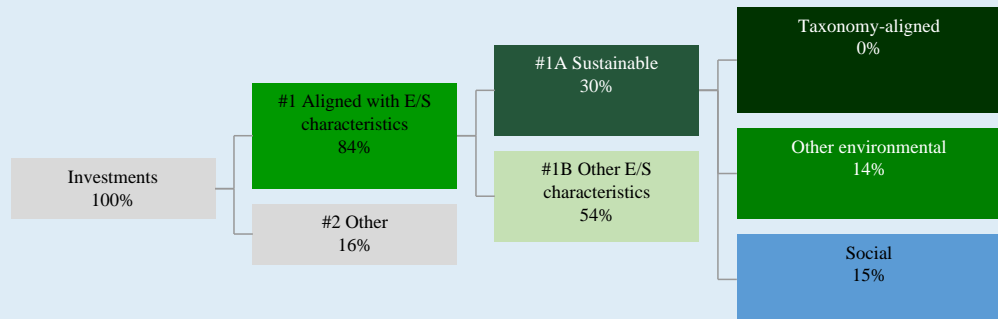 Investments
100%
#1 Aligned with E/S
characteristics
84%
#2 Other
16%
#1A Sustainable
30%
#1B Other E/S
characteristics
54%
Taxonomy-aligned
0%
Other environmental
14%
Social
15%